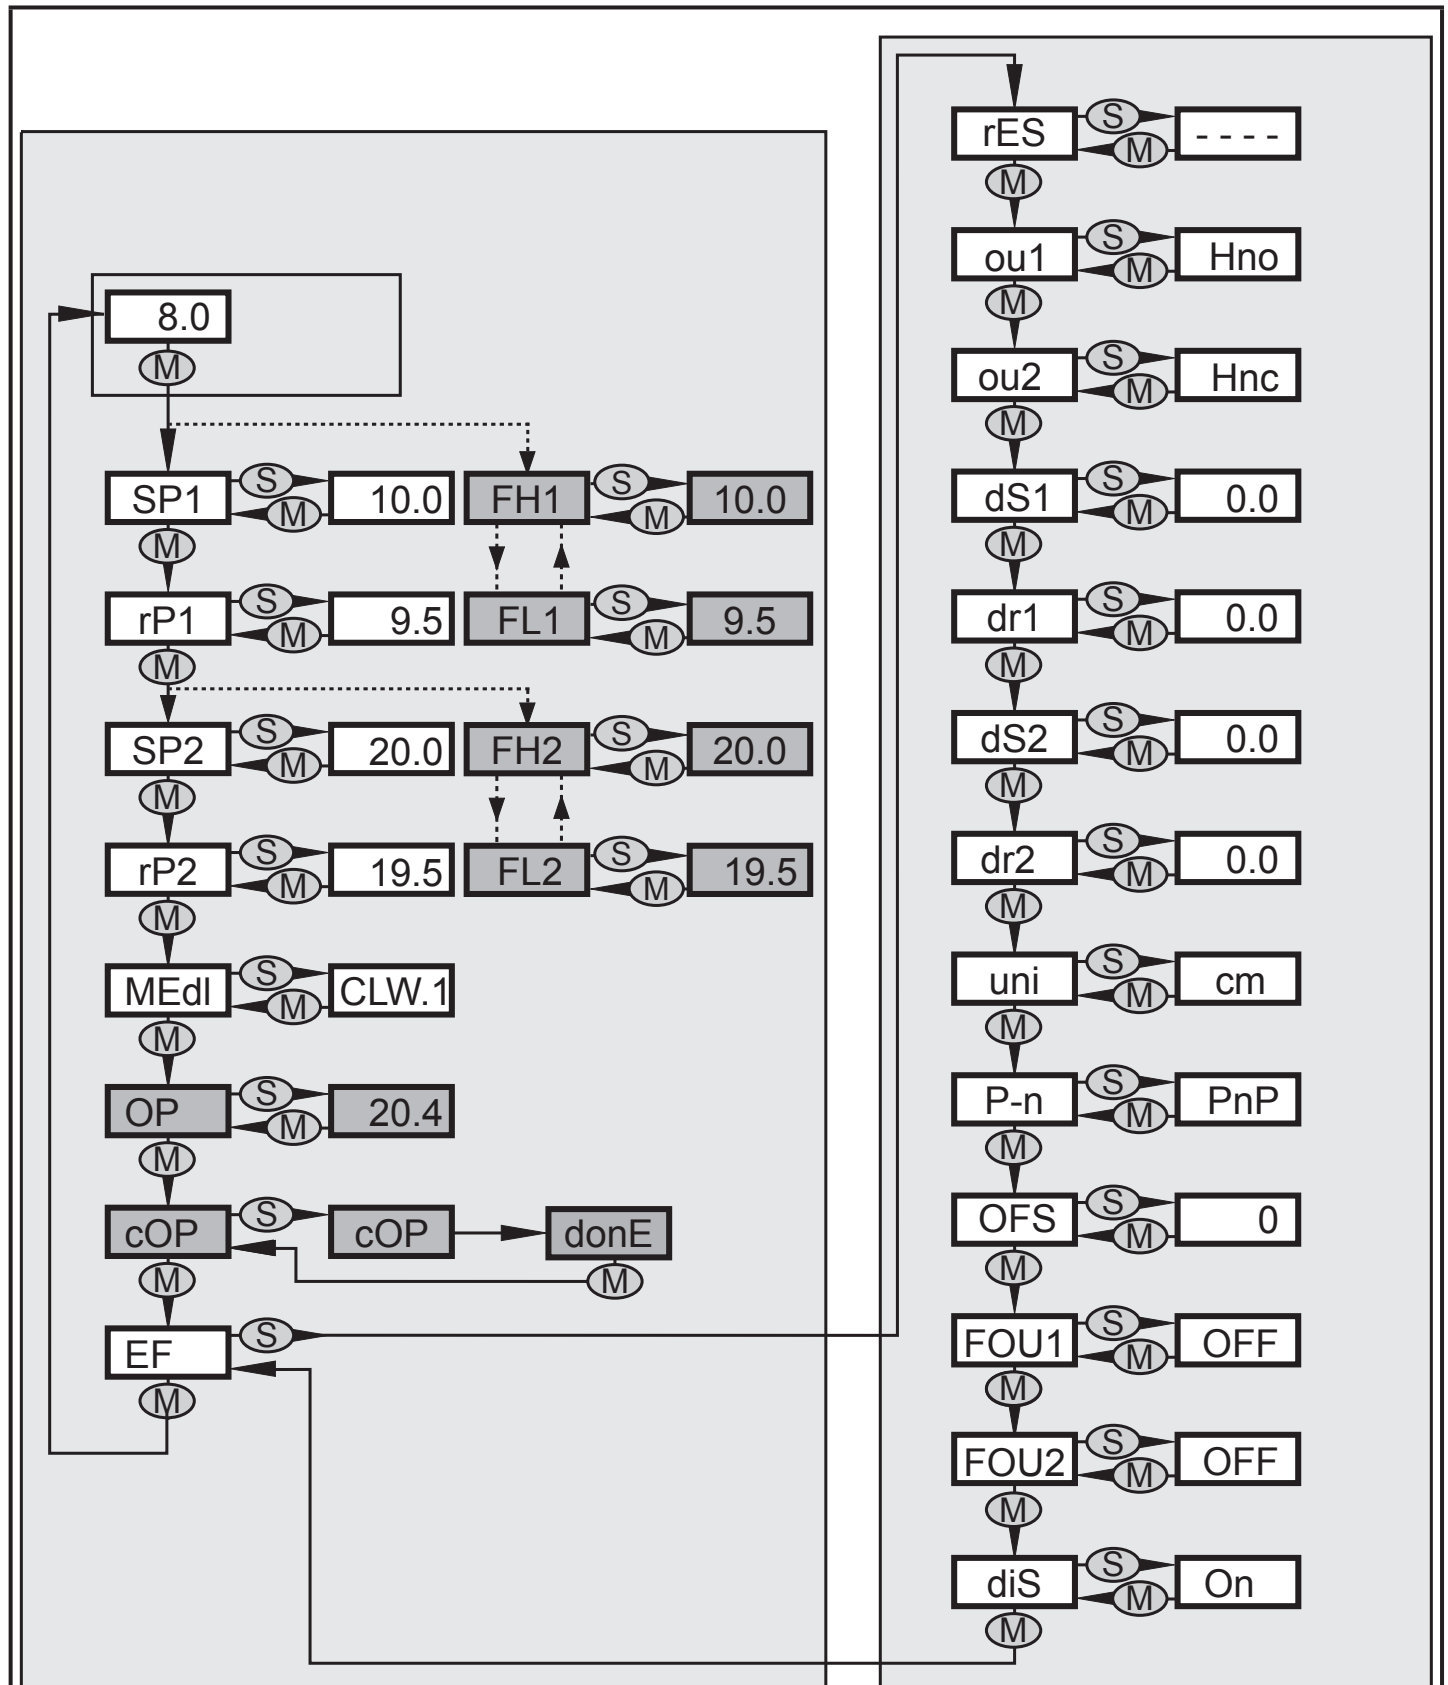 8.0
M
SP1 S M 10.0 FH1 S M 10.0
M
rP1 S M 9.5 FL1 S M 9.5
M
SP2 S M 20.0 FH2 S M 20.0
M
rP2 S M 19.5 FL2 S M 19.5
M
MEdI S M CLW.1
M
OP S M 20.4
M
cOP S cOP donE
M M
EF S
M
rES S M - - - -
M
ou1 S M Hno
M
ou2 S M Hnc
M
dS1 S M 0.0
M
dr1 S M 0.0
M
dS2 S M 0.0
M
dr2 S M 0.0
M
uni S M cm
M
P-n S M PnP
M
OFS S M 0
M
FOU1 S M OFF
M
FOU2 S M OFF
M
diS S M On
M